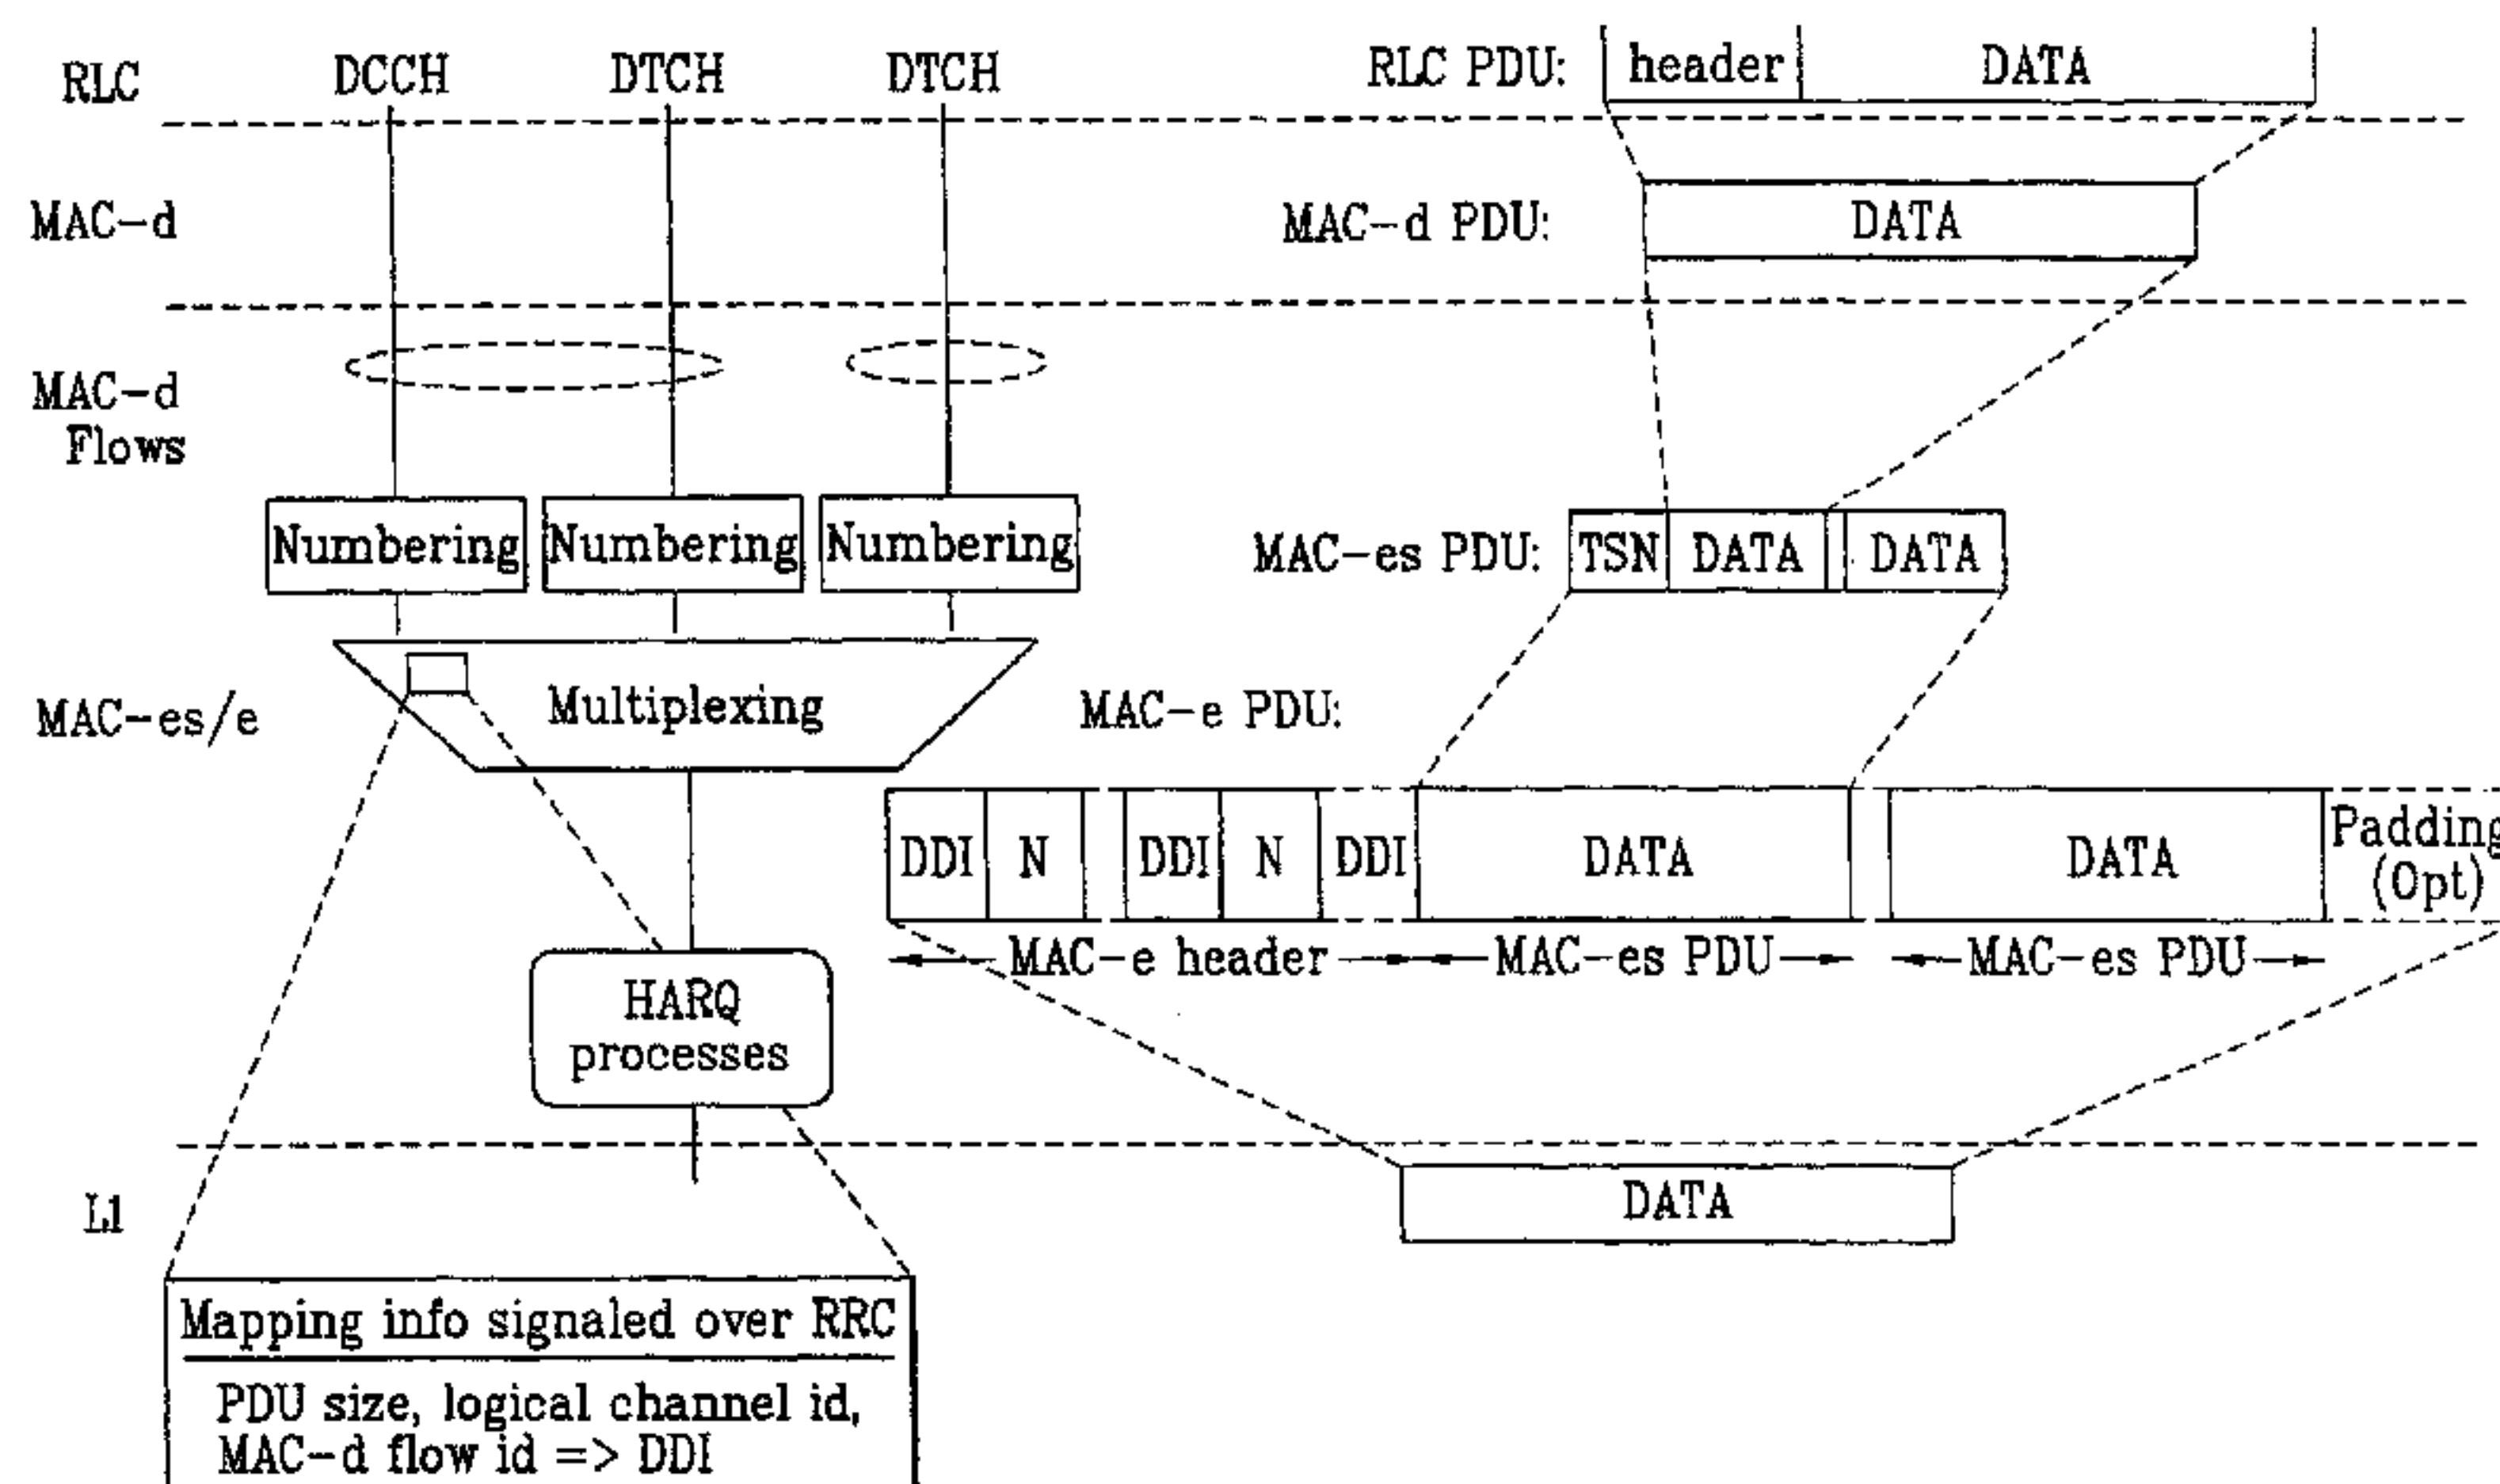 RLC DCCH DTCH DTCH RLC PDU: header DATA
MAC-d MAC-d PDU: DATA
MAC-d
Flows
Numbering Numbering Numbering MAC-es PDU: TSN DATA DATA
MAC-es/e Multiplexing MAC-e PDU:
DDI N DDI N DDI DATA DATA Padding
(Opt)
MAC-e header MAC-es PDU MAC-es PDU
HARQ
processes
L1 DATA
Mapping info signaled over RRC
PDU size, logical channel id,
MAC-d flow id => DDI